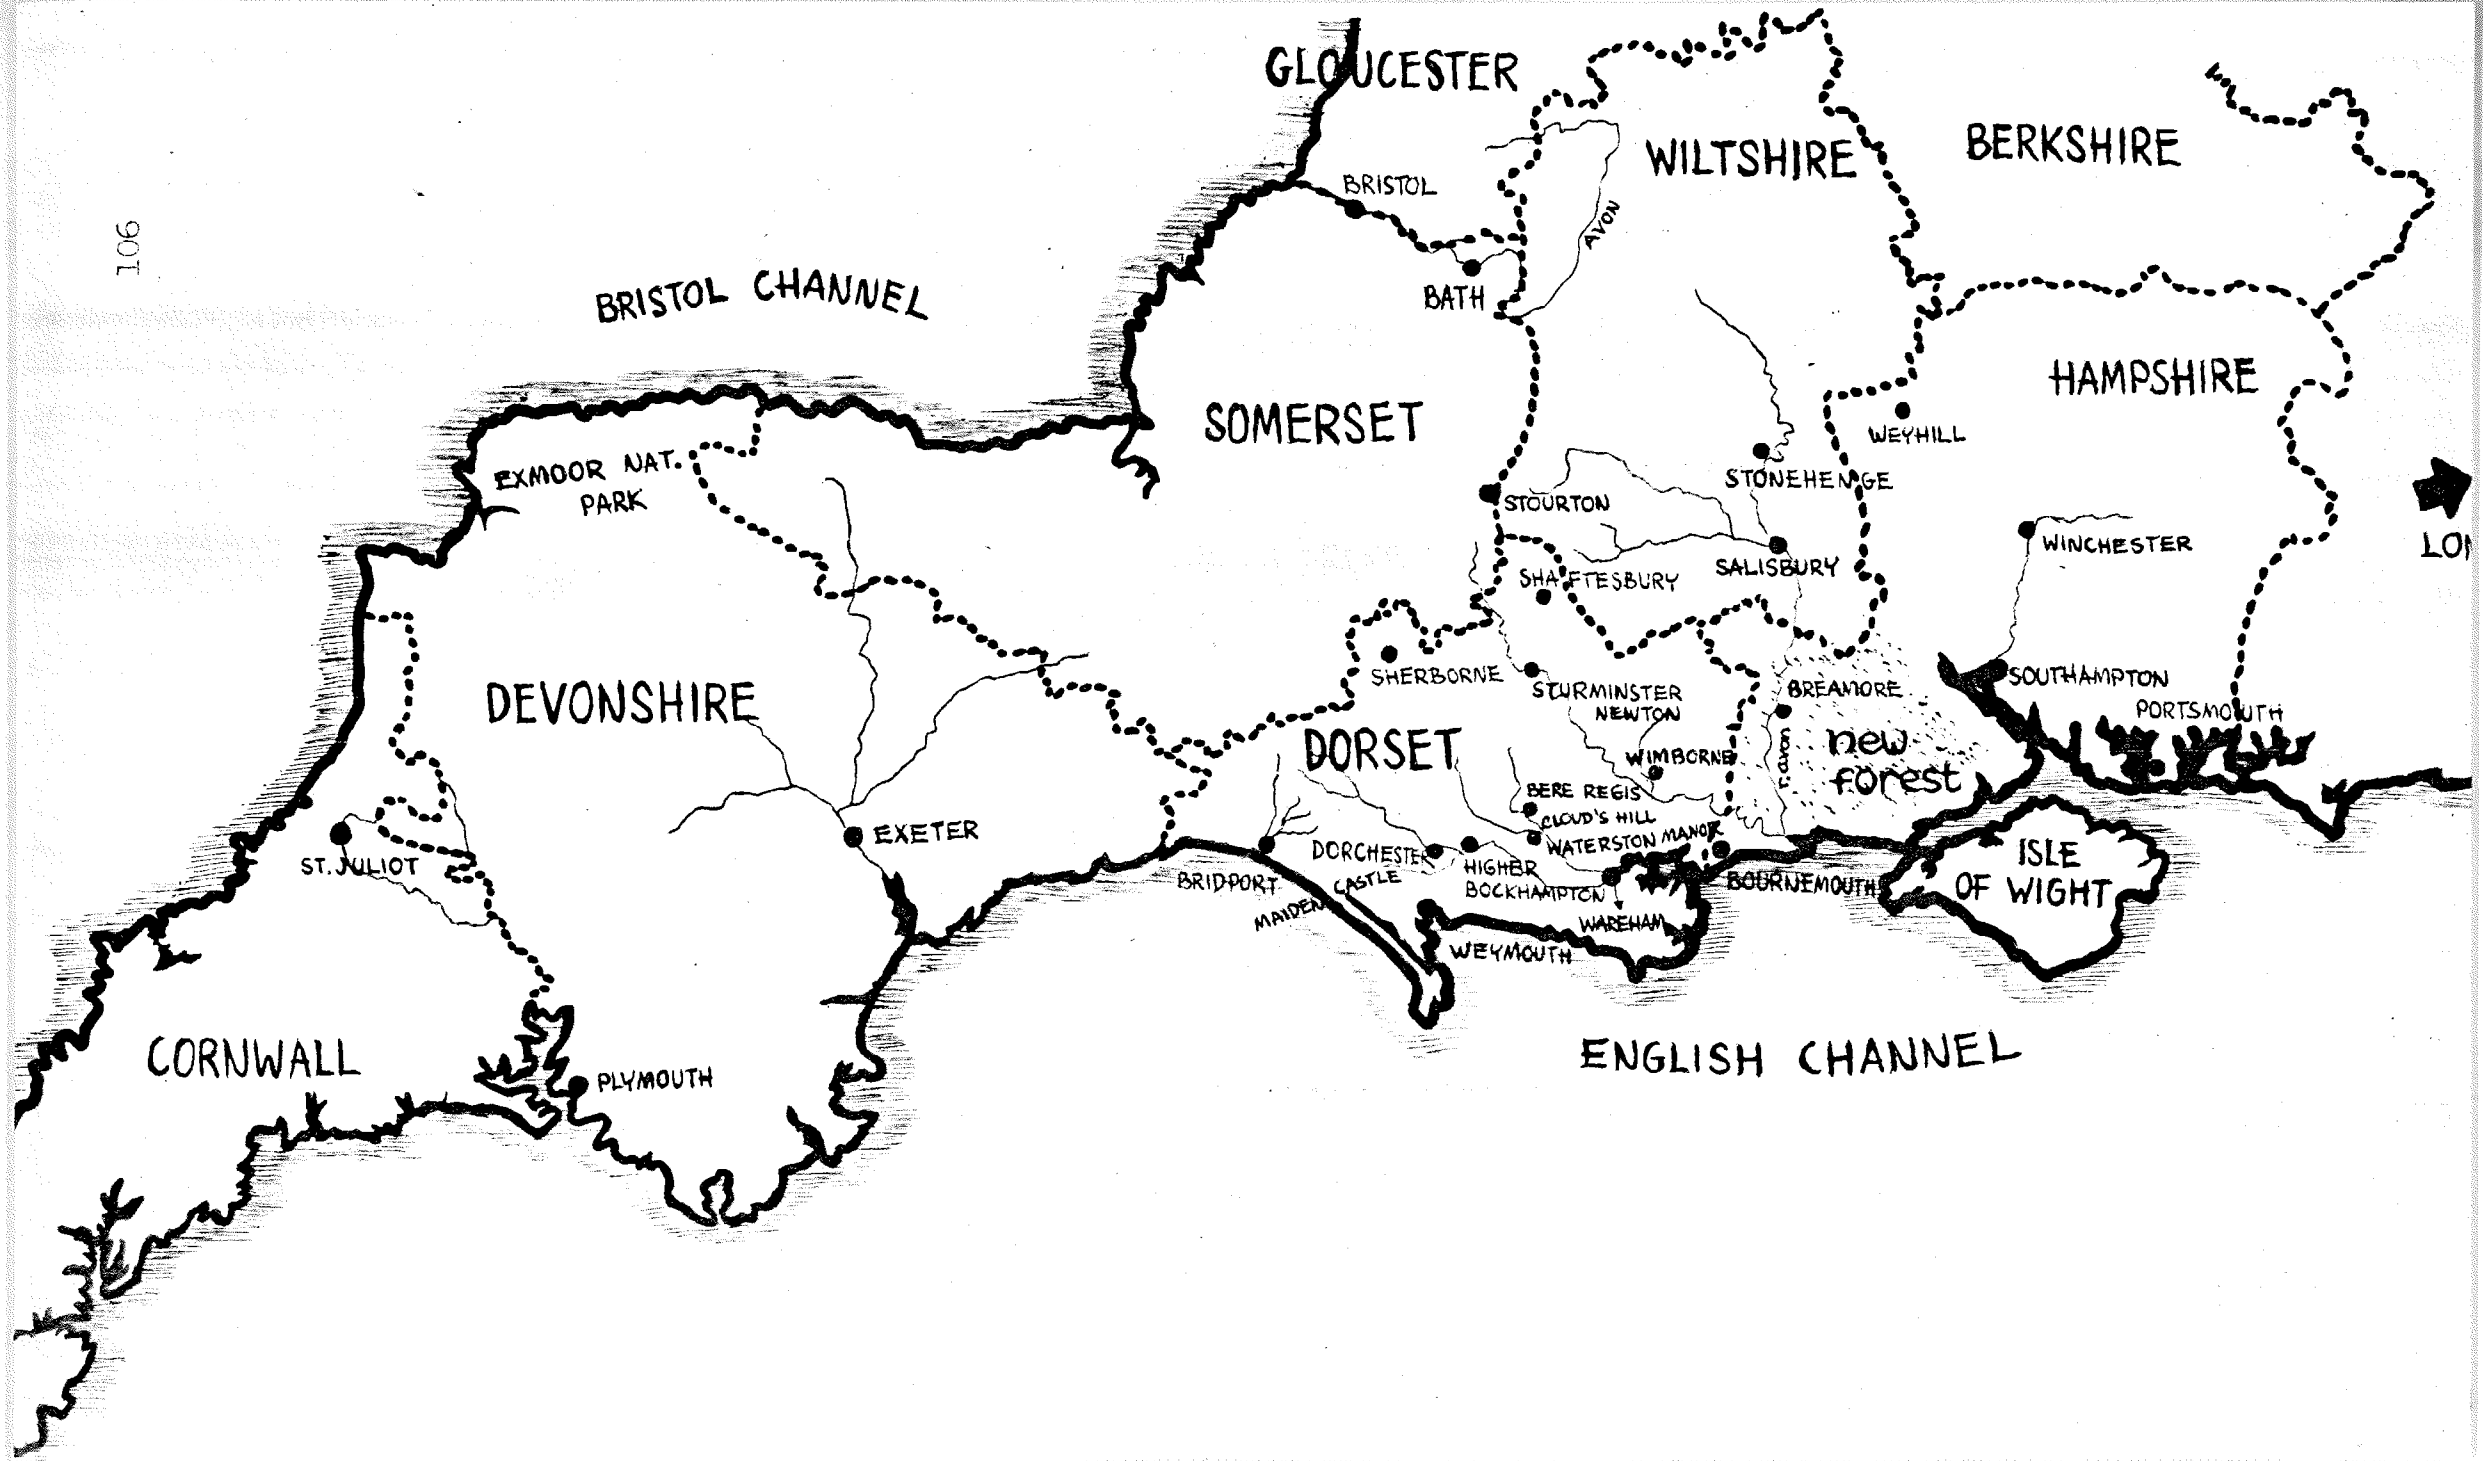 106
GLOUCESTER
WILTSHIRE
BERKSHIRE
BRISTOL
AVON
BATH
BRISTOL CHANNEL
HAMPSHIRE
SOMERSET
WEYHILL
EXMOOR NAT.
PARK
STONEHENGE
STOURTON
WINCHESTER
LON
SHAFTESBURY
SALISBURY
SHERBORNE
STURMINSTER
NEWTON
BREAMORE
SOUTHAMPTON
PORTSMOUTH
DEVONSHIRE
DORSET
WIMBORNE
r. avon
new
forest
BERE REGIS
CLOUD'S HILL
WATERSTON MANOR
EXETER
ST. JULIOT
DORCHESTER
HIGHER
BOCKHAMPTON
BRIDPORT
MAIDEN CASTLE
WAREHAM
BOURNEMOUTH
ISLE
OF WIGHT
WEYMOUTH
CORNWALL
PLYMOUTH
ENGLISH CHANNEL